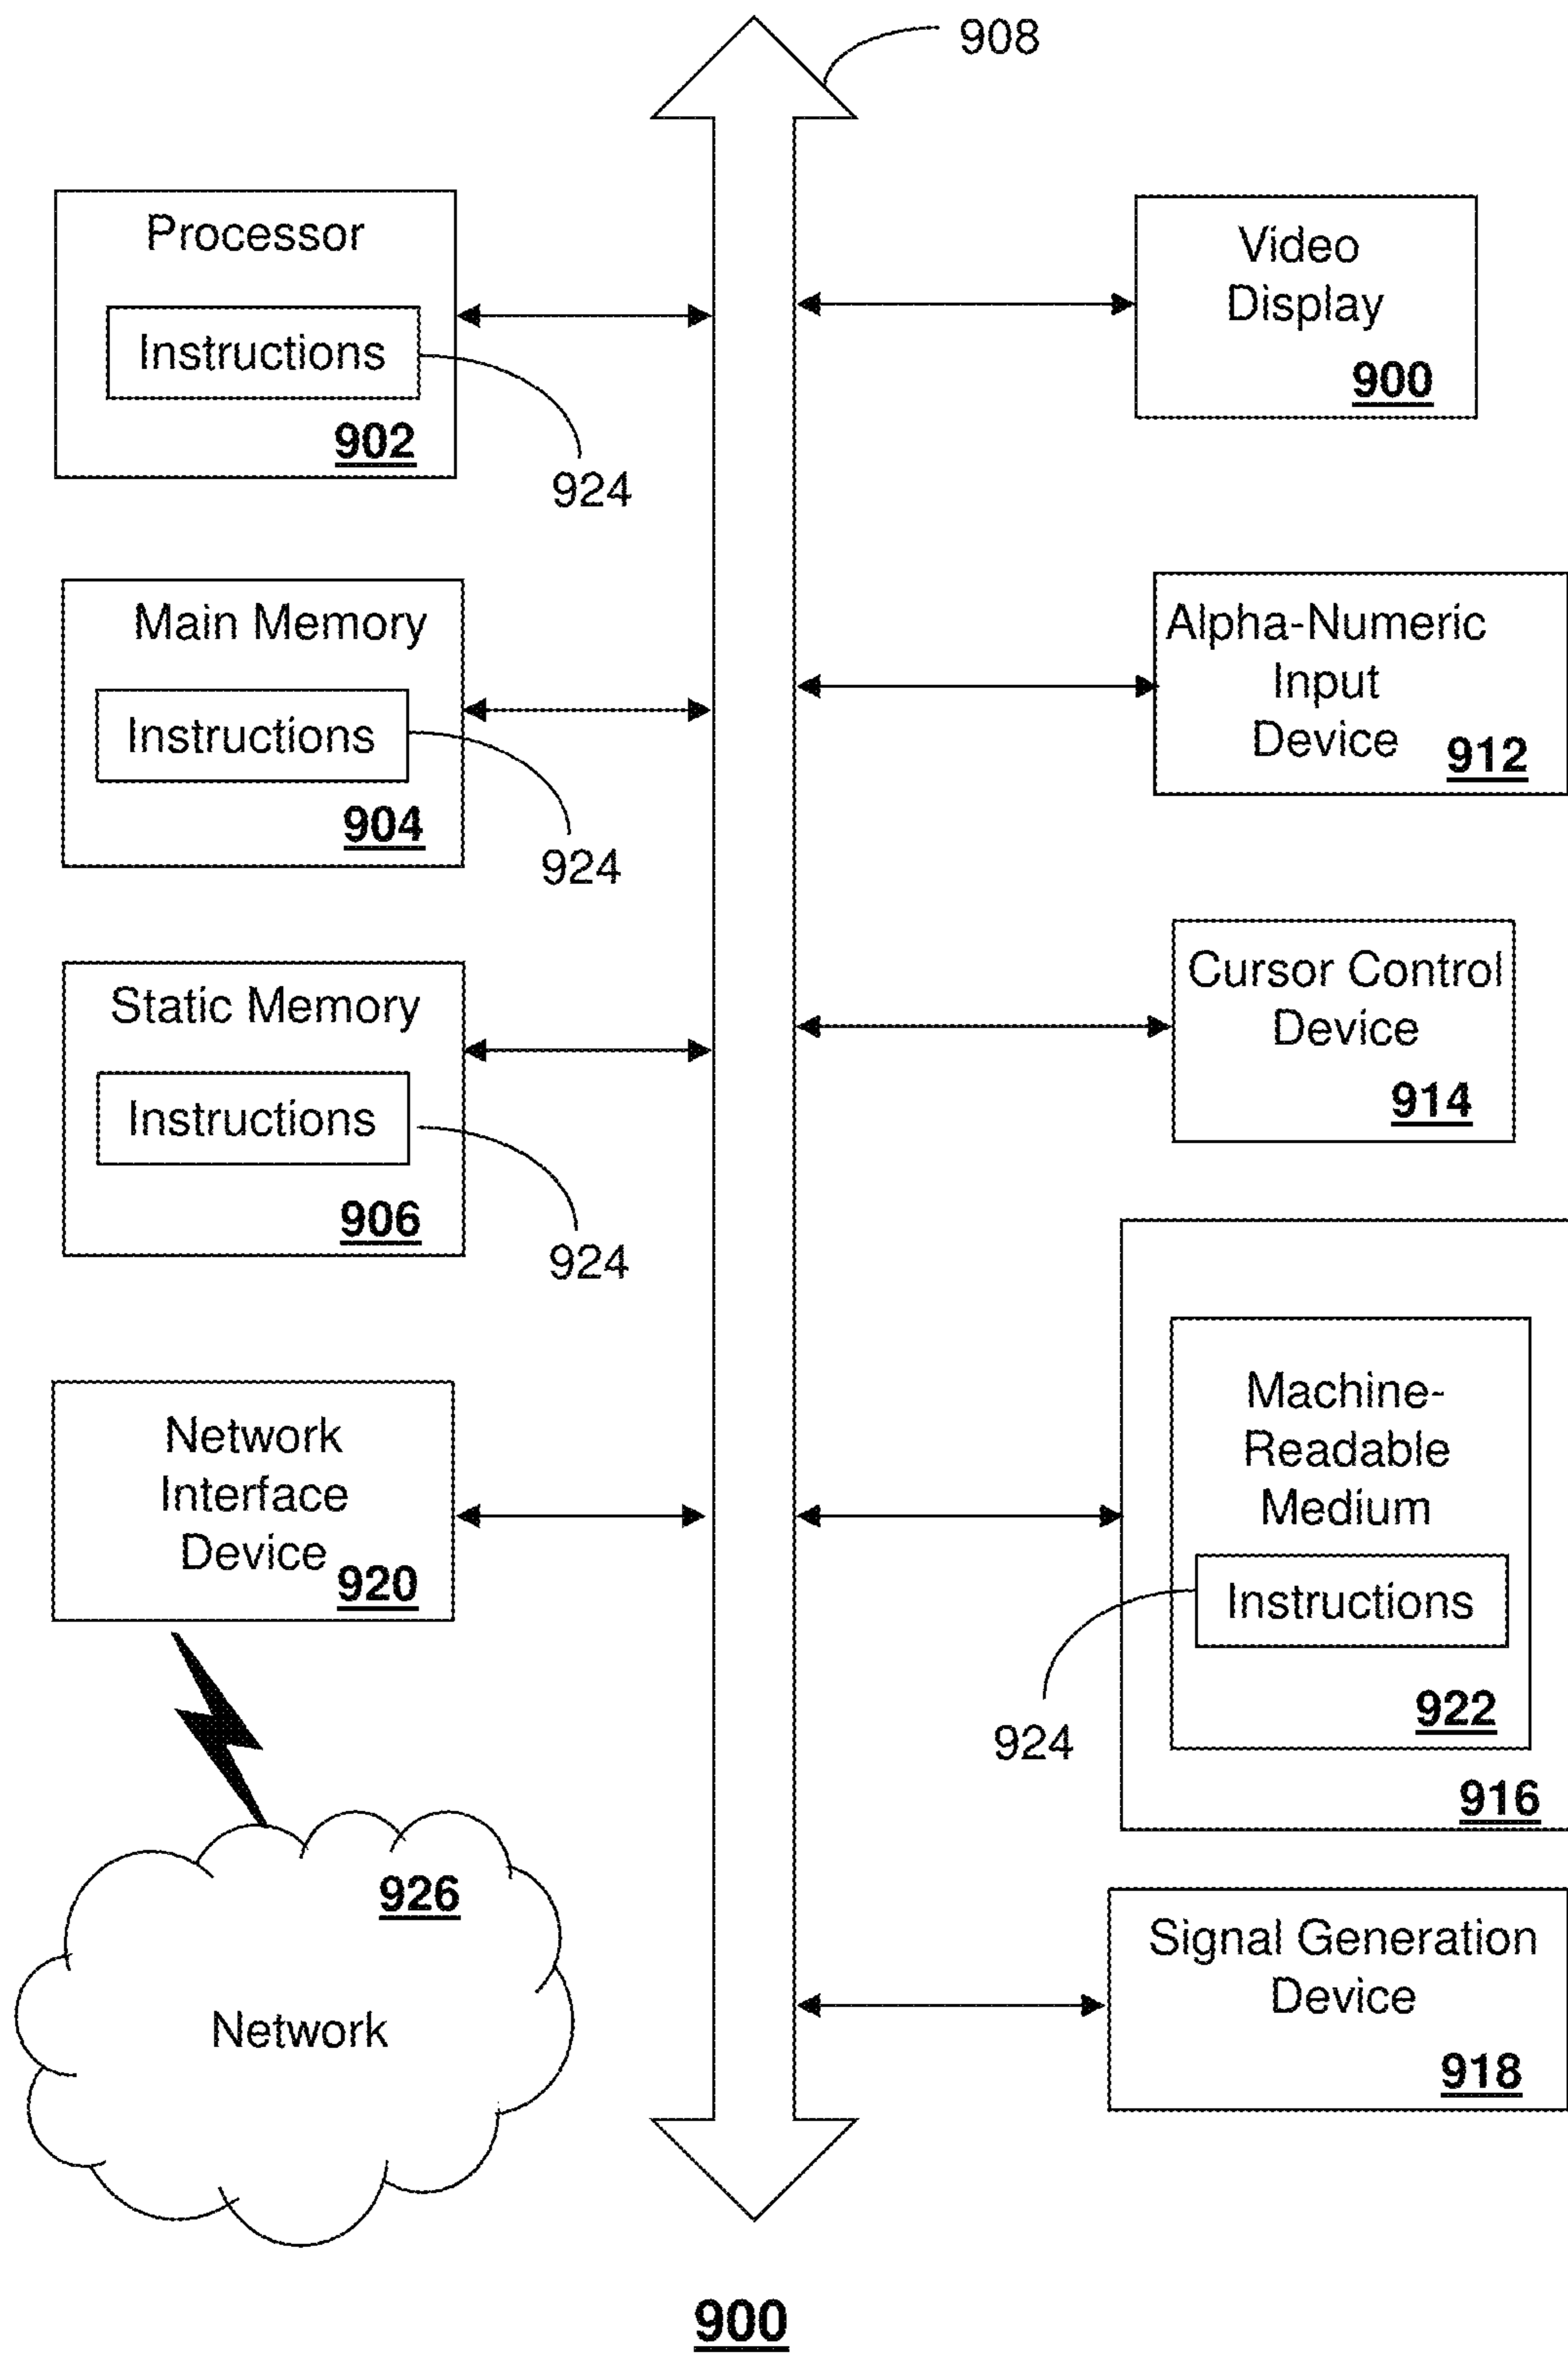 908
Processor
Instructions
902
924
Main Memory
Instructions
904
924
Static Memory
Instructions
906
924
Network
Interface
Device
920
926
Network
Video
Display
900
Alpha-Numeric
Input
Device
912
Cursor Control
Device
914
Machine-
Readable
Medium
Instructions
924
922
916
Signal Generation
Device
918
900